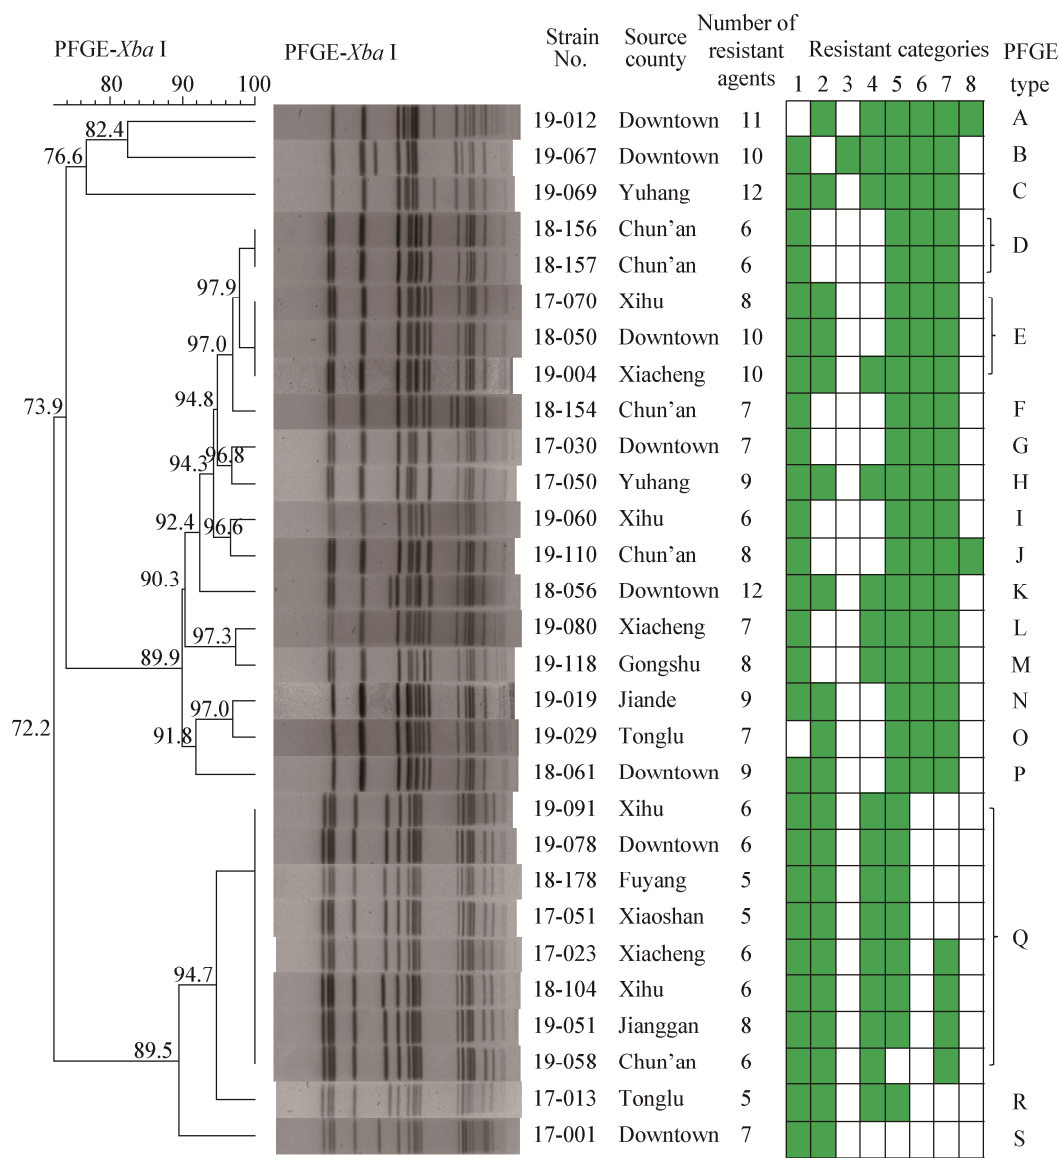 PFGE-Xba I PFGE-Xba I Strain No. Source county Number of resistant agents Resistant categories PFGE type
80 90 100 1 2 3 4 5 6 7 8
19-012 Downtown 11 A
82.4
76.6 19-067 Downtown 10 B
19-069 Yuhang 12 C
18-156 Chun'an 6
D
18-157 Chun'an 6
97.9 17-070 Xihu 8
97.0 18-050 Downtown 10 E
19-004 Xiacheng 10
73.9 94.8 18-154 Chun'an 7 F
96.8 17-030 Downtown 7 G
94.3 17-050 Yuhang 9 H
92.4 96.6 19-060 Xihu 6 I
19-110 Chun'an 8 J
90.3 18-056 Downtown 12 K
97.3 19-080 Xiacheng 7 L
89.9 19-118 Gongshu 8 M
97.0 19-019 Jiande 9 N
72.2 91.8 19-029 Tonglu 7 O
18-061 Downtown 9 P
19-091 Xihu 6
19-078 Downtown 6
18-178 Fuyang 5
17-051 Xiaoshan 5
Q
17-023 Xiacheng 6
94.7 18-104 Xihu 6
19-051 Jianggan 8
89.5 19-058 Chun'an 6
17-013 Tonglu 5 R
17-001 Downtown 7 S